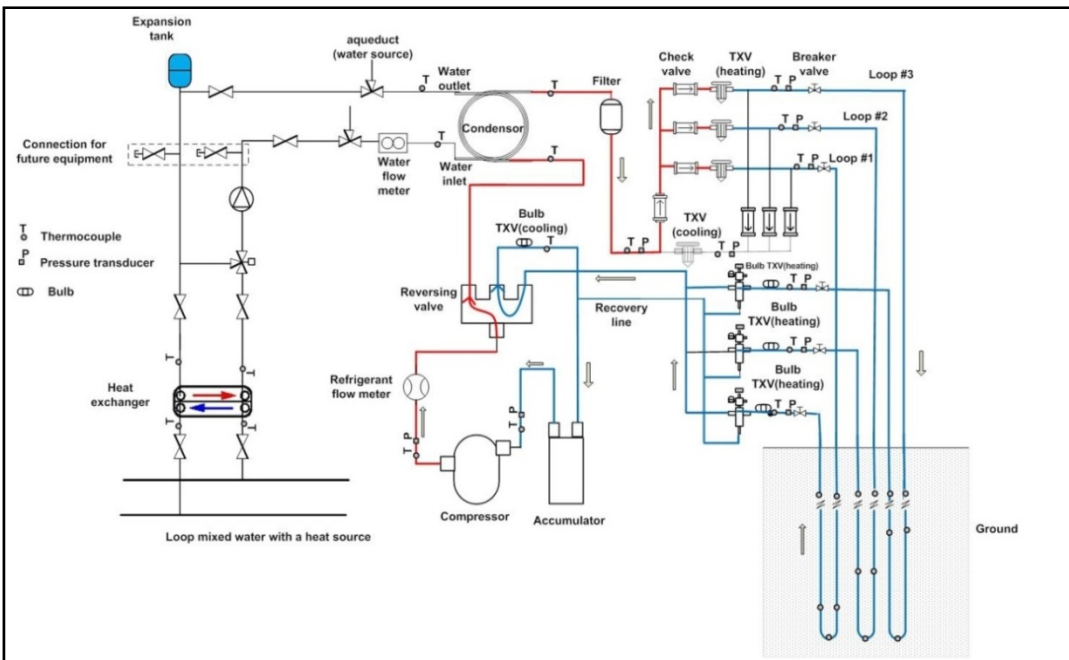 Expansion
tank
aqueduct
(water source)
T
Water
outlet
T
Filter
Check
valve
TXV
(heating)
T P
Breaker
valve
Loop #3
Condensor
T P
Loop #2
Connection for
future equipment
Water
flow
meter
T
Water
inlet
T
T P
Loop #1
T
Thermocouple
P
Pressure transducer
Bulb
Bulb
TXV(cooling)
T
T P
TXV
(cooling)
T P
Reversing
valve
Recovery
line
Bulb TXV(heating)
T P
Bulb
TXV(heating)
T P
Bulb
TXV(heating)
T P
T
T
Heat
exchanger
T
T
Refrigerant
flow meter
T P
T P
Compressor
Accumulator
Loop mixed water with a heat source
Ground